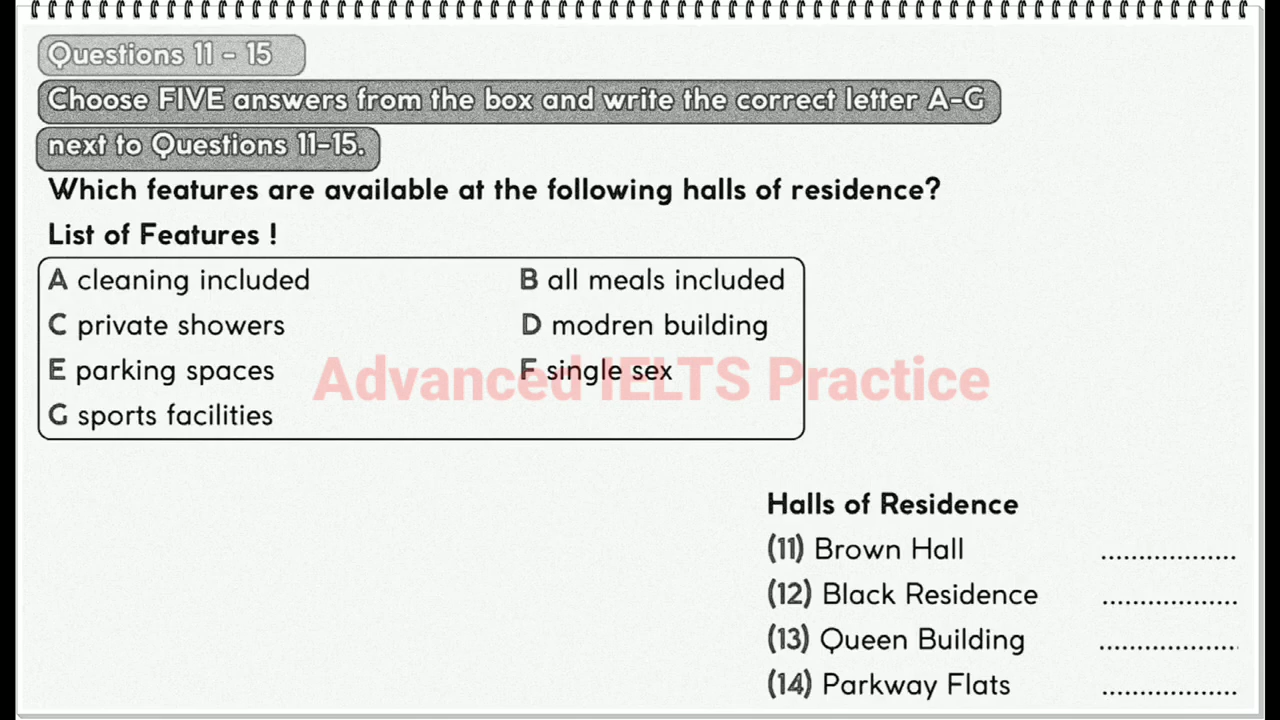 Questions 11 - 15
Choose FIVE answers from the box and write the correct letter A-G
next to Questions 11-15.
Which features are available at the following halls of residence?
List of Features !
A cleaning included
B all meals included
C private showers
D modren building
E parking spaces
F single sex
G sports facilities
Advanced IELTS Practice
Halls of Residence
(11) Brown Hall ..................
(12) Black Residence ..................
(13) Queen Building ..................
(14) Parkway Flats ..................